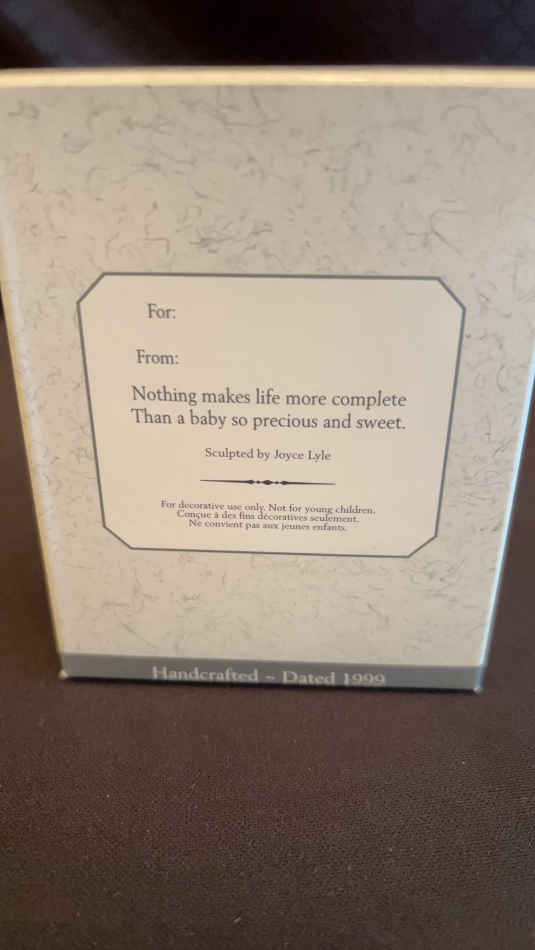 For:
From:
Nothing makes life more complete
Than a baby so precious and sweet.
Sculpted by Joyce Lyle
For decorative use only. Not for young children.
Conçue à des fins décoratives seulement.
Ne convient pas aux jeunes enfants.
Handcrafted ~ Dated 1999